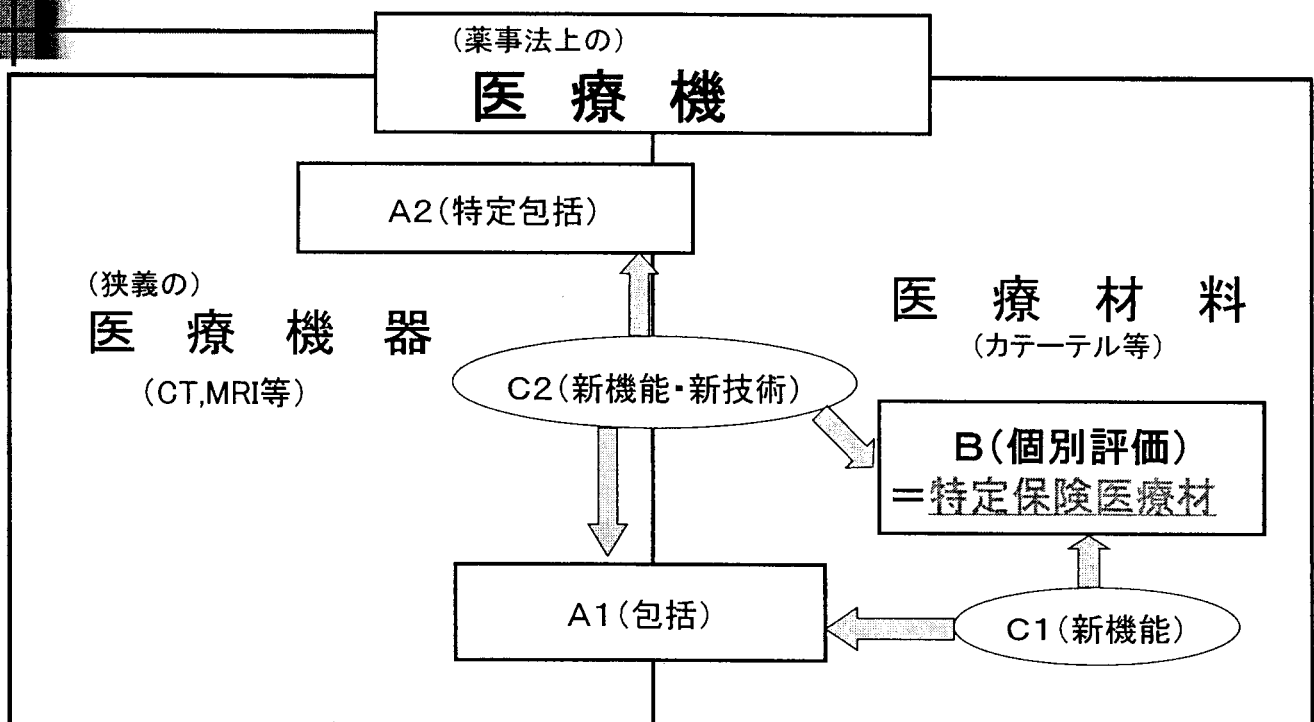 (薬事法上の)
医療機
A2(特定包括)
(狭義の)
医療機器
(CT,MRI等)
医療材料
(カテーテル等)
C2(新機能・新技術)
B(個別評価)
=特定保険医療材
A1(包括)
C1(新機能)